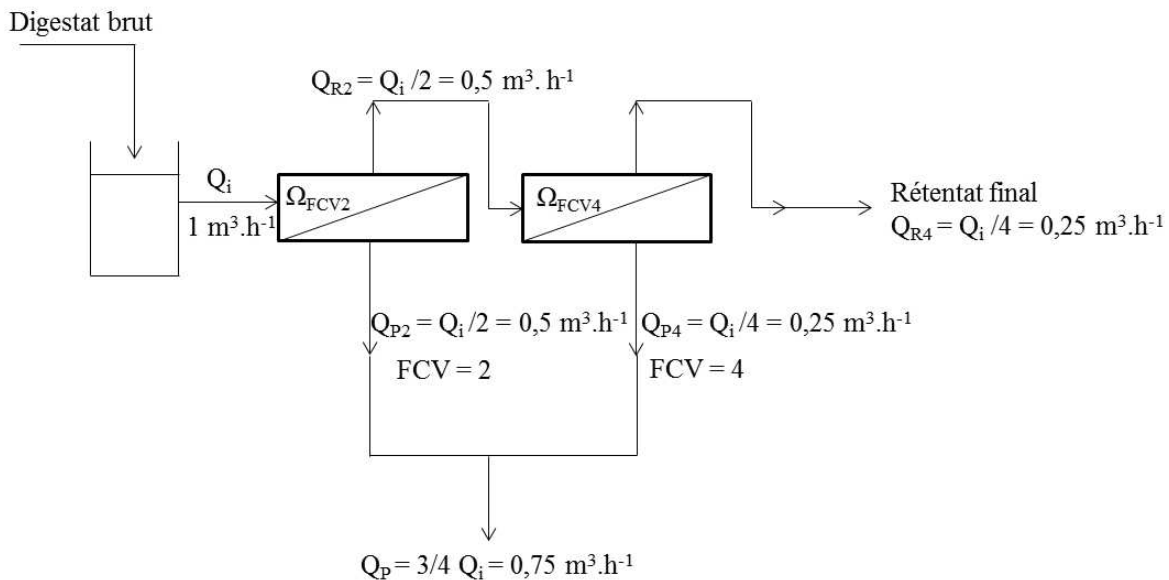 Digestat brut
Q_R2 = Q_i /2 = 0,5 m³. h⁻¹
Q_i
1 m³.h⁻¹
Ω_FCV2
Ω_FCV4
Rétentat final
Q_R4 = Q_i /4 = 0,25 m³.h⁻¹
Q_P2 = Q_i /2 = 0,5 m³.h⁻¹
FCV = 2
Q_P4 = Q_i /4 = 0,25 m³.h⁻¹
FCV = 4
Q_P = 3/4 Q_i = 0,75 m³.h⁻¹